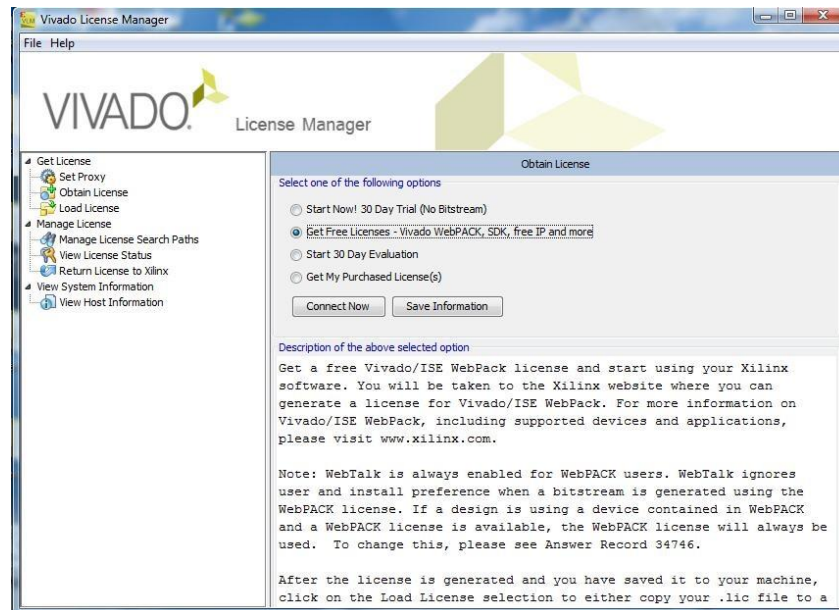 Vivado License Manager
File Help
VIVADO. License Manager
Get License
Set Proxy
Obtain License
Load License
Manage License
Manage License Search Paths
View License Status
Return License to Xilinx
View System Information
View Host Information
Obtain License
Select one of the following options
Start Now! 30 Day Trial (No Bitstream)
Get Free Licenses - Vivado WebPACK, SDK, free IP and more
Start 30 Day Evaluation
Get My Purchased License(s)
Connect Now Save Information
Description of the above selected option
Get a free Vivado/ISE WebPack license and start using your Xilinx
software. You will be taken to the Xilinx website where you can
generate a license for Vivado/ISE WebPack. For more information on
Vivado/ISE WebPack, including supported devices and applications,
please visit www.xilinx.com.
Note: WebTalk is always enabled for WebPACK users. WebTalk ignores
user and install preference when a bitstream is generated using the
WebPACK license. If a design is using a device contained in WebPACK
and a WebPACK license is available, the WebPACK license will always be
used. To change this, please see Answer Record 34746.
After the license is generated and you have saved it to your machine,
click on the Load License selection to either copy your .lic file to a